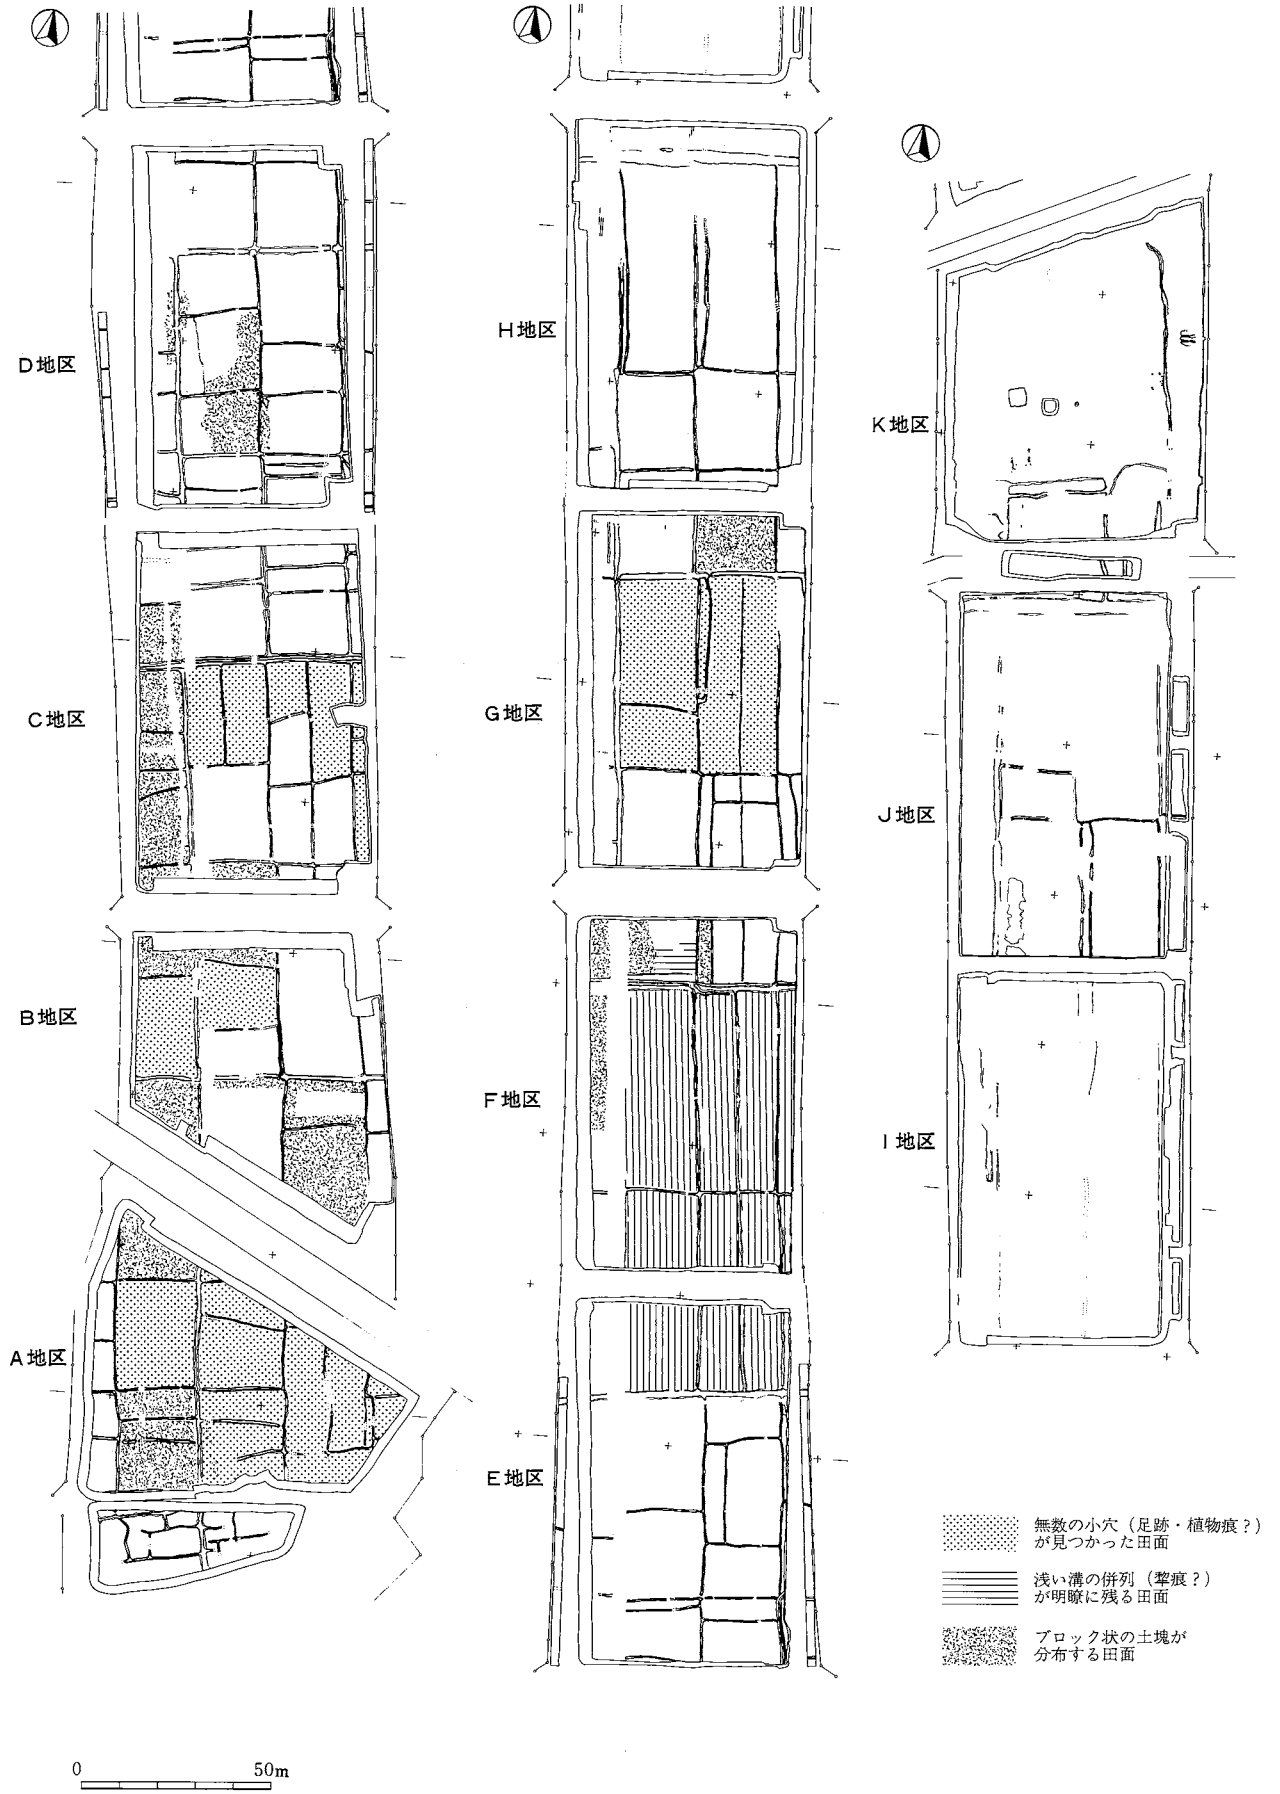 D地区
C地区
B地区
A地区
H地区
G地区
F地区
E地区
K地区
J地区
I地区
無数の小穴（足跡・植物痕？）
が見つかった田面
浅い溝の併列（犂痕？）
が明瞭に残る田面
ブロック状の土塊が
分布する田面
0 50m